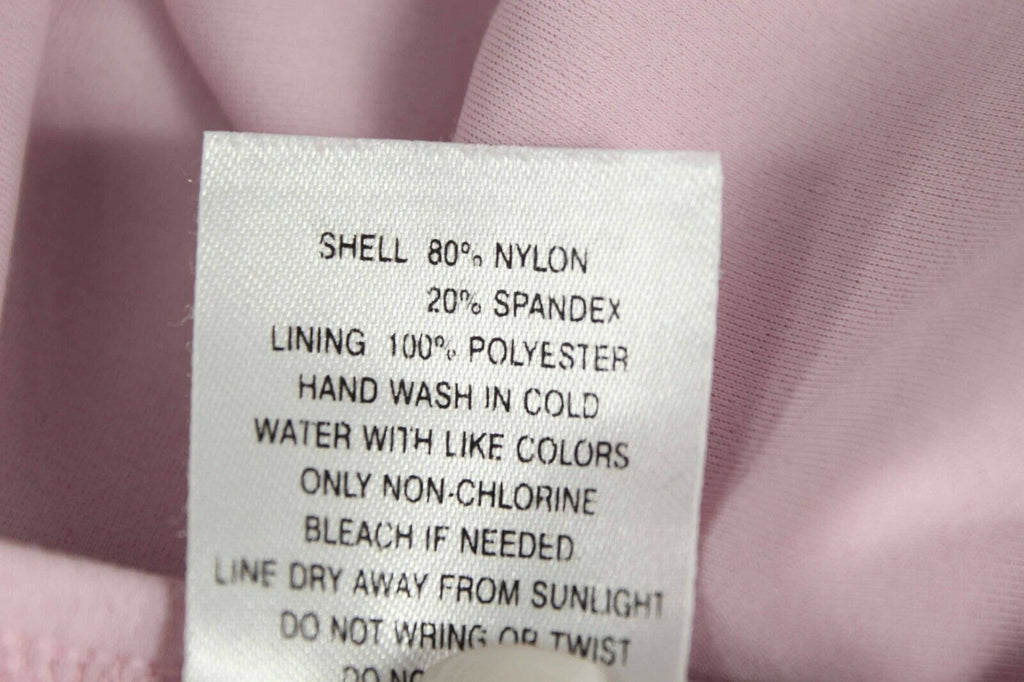 SHELL 80% NYLON
20% SPANDEX
LINING 100% POLYESTER
HAND WASH IN COLD
WATER WITH LIKE COLORS
ONLY NON-CHLORINE
BLEACH IF NEEDED
LINE DRY AWAY FROM SUNLIGHT
DO NOT WRING OR TWIST
DO